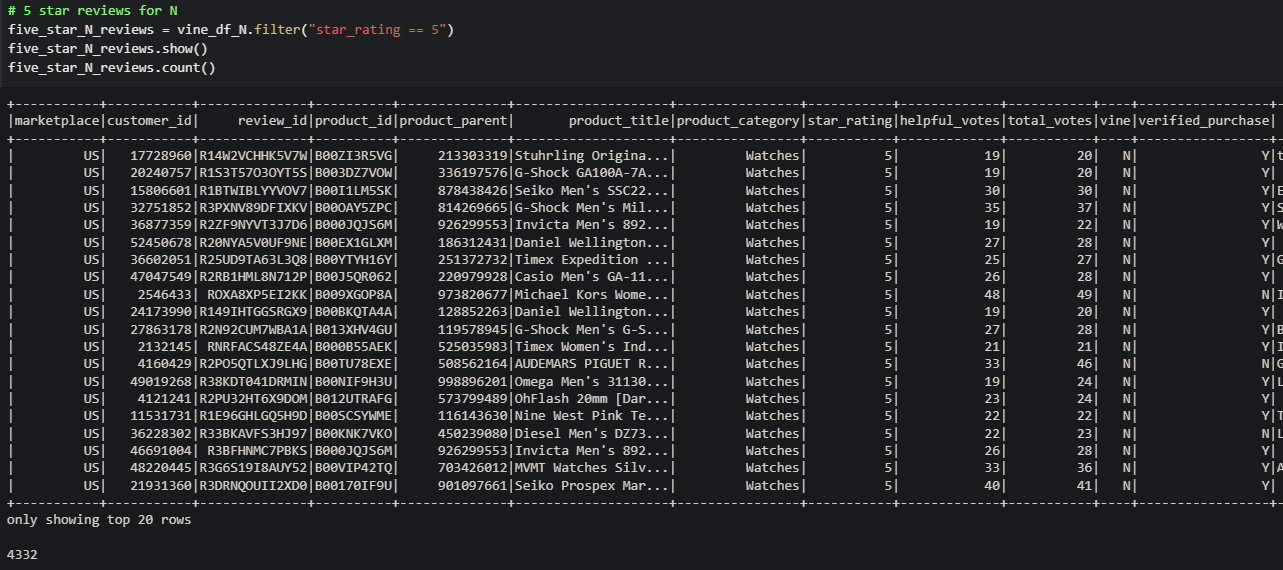 # 5 star reviews for N
five_star_N_reviews = vine_df_N.filter("star_rating == 5")
five_star_N_reviews.show()
five_star_N_reviews.count()
+-----------+-----------+--------------+----------+--------------+--------------------+----------------+-----------+-------------+-----------+----+-----------------+-
|marketplace|customer_id|     review_id|product_id|product_parent|       product_title|product_category|star_rating|helpful_votes|total_votes|vine|verified_purchase|
+-----------+-----------+--------------+----------+--------------+--------------------+----------------+-----------+-------------+-----------+----+-----------------+-
|         US|   17728960|R14W2VCHHK5V7W|B00ZI3R5VG|     213303319|Stuhrling Origina...|         Watches|          5|           19|         20|   N|                Y|t
|         US|   20240757|R1S3T57O3OYT5S|B003DZ7VOW|     336197576|G-Shock GA100A-7A...|         Watches|          5|           19|         20|   N|                Y|
|         US|   15806601|R1BTWIBLYYVOV7|B00I1LM5SK|     878438426|Seiko Men's SSC22...|         Watches|          5|           30|         30|   N|                Y|E
|         US|   32751852|R3PXNV89DFIXKV|B00OAY5ZPC|     814269665|G-Shock Men's Mil...|         Watches|          5|           35|         37|   N|                Y|S
|         US|   36877359|R2ZF9NYVT3J7D6|B000JQJS6M|     926299553|Invicta Men's 892...|         Watches|          5|           19|         22|   N|                Y|W
|         US|   52450678|R20NYA5V0UF9NE|B00EX1GLXM|     186312431|Daniel Wellington...|         Watches|          5|           27|         28|   N|                Y|
|         US|   36602051|R25UD9TA63L3Q8|B00YTYH16Y|     251372732|Timex Expedition ...|         Watches|          5|           25|         27|   N|                Y|G
|         US|   47047549|R2RB1HML8N712P|B00J5QR062|     220979928|Casio Men's GA-11...|         Watches|          5|           26|         28|   N|                Y|
|         US|    2546433| ROXA8XP5EI2KK|B009XGOP8A|     973820677|Michael Kors Wome...|         Watches|          5|           48|         49|   N|                N|I
|         US|   24173990|R149IHTGGSRGX9|B00BKQTA4A|     128852263|Daniel Wellington...|         Watches|          5|           19|         20|   N|                Y|
|         US|   27863178|R2N92CUM7WBA1A|B013XHV4GU|     119578945|G-Shock Men's G-S...|         Watches|          5|           27|         28|   N|                Y|B
|         US|    2132145| RNRFACS48ZE4A|B000B55AEK|     525035983|Timex Women's Ind...|         Watches|          5|           21|         21|   N|                Y|I
|         US|    4160429|R2PO5QTLXJ9LHG|B00TU78EXE|     508562164|AUDEMARS PIGUET R...|         Watches|          5|           33|         46|   N|                N|G
|         US|   49019268|R38KDT041DRMIN|B00NIF9H3U|     998896201|Omega Men's 31130...|         Watches|          5|           19|         24|   N|                Y|L
|         US|    4121241|R2PU32HT6X9DOM|B012UTRAFG|     573799489|OhFlash 20mm [Dar...|         Watches|          5|           23|         24|   N|                Y|
|         US|   11531731|R1E96GHLGQ5H9D|B00SCSYWME|     116143630|Nine West Pink Te...|         Watches|          5|           22|         22|   N|                Y|T
|         US|   36228302|R33BKAVFS3HJ97|B00KNK7VKO|     450239080|Diesel Men's DZ73...|         Watches|          5|           22|         23|   N|                N|L
|         US|   46691004| R3BFHNMC7PBKS|B000JQJS6M|     926299553|Invicta Men's 892...|         Watches|          5|           26|         28|   N|                Y|
|         US|   48220445|R3G6S19I8AUY52|B00VIP42TQ|     703426012|MVMT Watches Silv...|         Watches|          5|           33|         36|   N|                Y|A
|         US|   21931360|R3DRNQOUII2XD0|B00170IF9U|     901097661|Seiko Prospex Mar...|         Watches|          5|           40|         41|   N|                Y|
+-----------+-----------+--------------+----------+--------------+--------------------+----------------+-----------+-------------+-----------+----+-----------------+-
only showing top 20 rows
4332